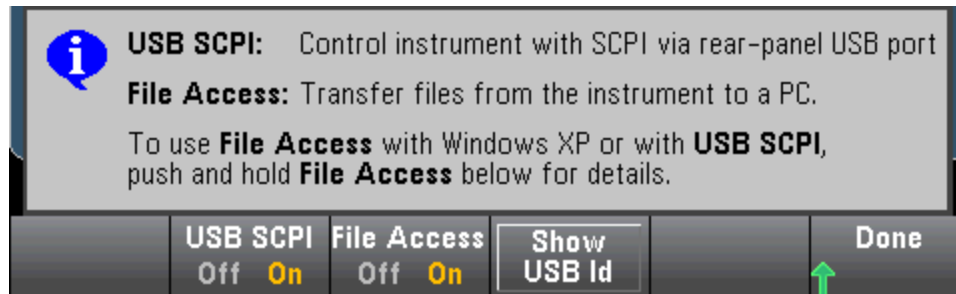 USB SCPI: Control instrument with SCPI via rear-panel USB port
File Access: Transfer files from the instrument to a PC.
To use File Access with Windows XP or with USB SCPI,
push and hold File Access below for details.
USB SCPI File Access Show Done
Off On Off On USB Id